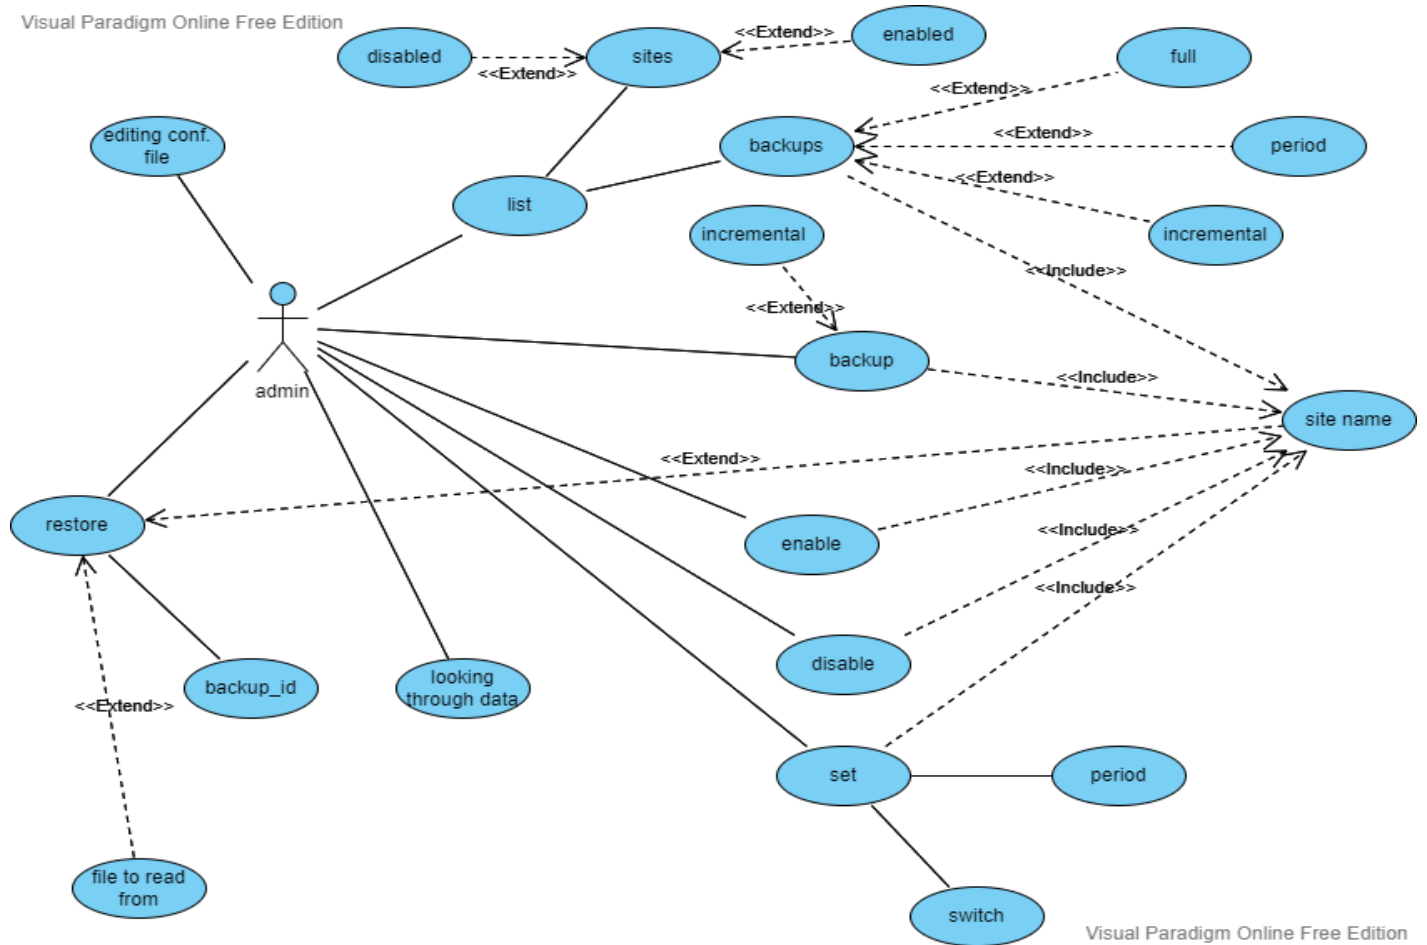 Visual Paradigm Online Free Edition
disabled
<<Extend>>
sites
<<Extend>>
enabled
full
<<Extend>>
editing conf.
file
backups
<<Extend>>
period
<<Extend>>
list
incremental
incremental
<<Include>>
<<Extend>>
backup
<<Include>>
admin
site name
<<Extend>>
<<Include>>
restore
enable
<<Include>>
<<Include>>
disable
backup_id
looking
through data
<<Extend>>
set
period
file to read
from
switch
Visual Paradigm Online Free Edition